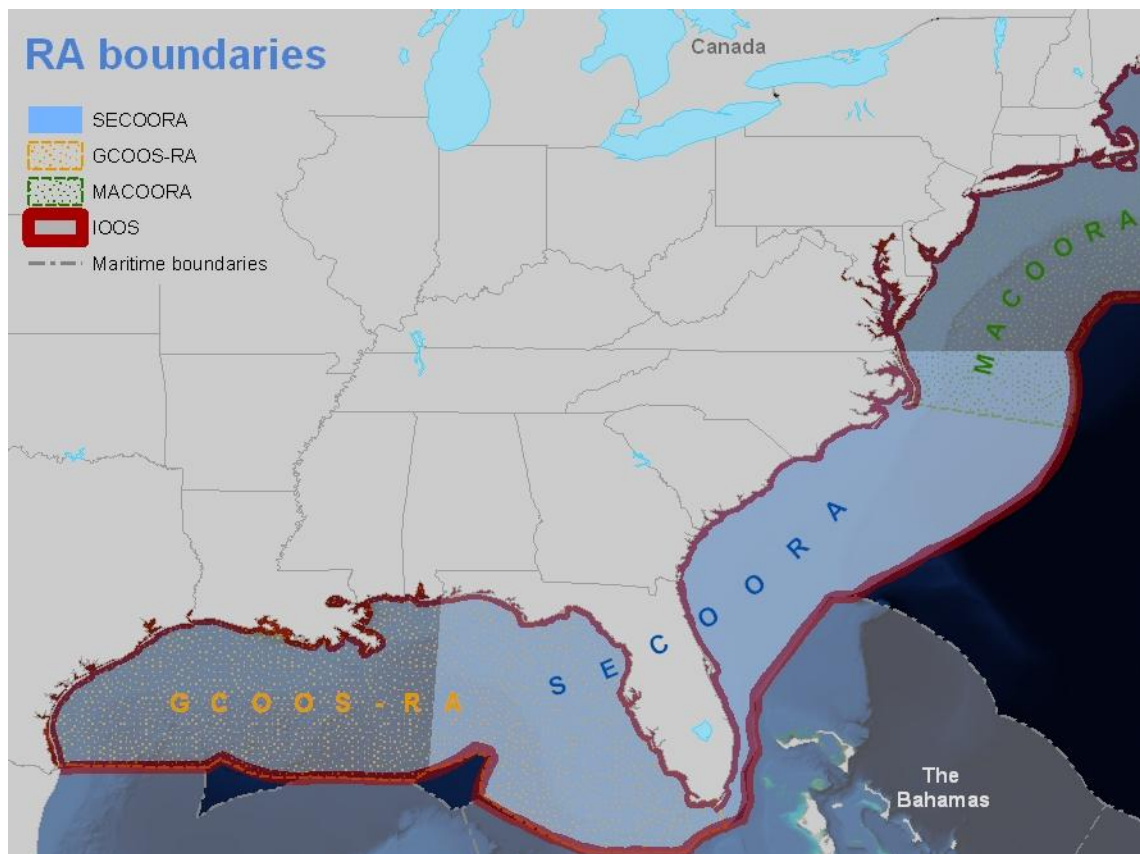 RA boundaries
SECOORA
GCOOS-RA
MACOORA
IOOS
Maritime boundaries
Canada
MACOORA
SECOORA
GCOOS-RA
The
Bahamas